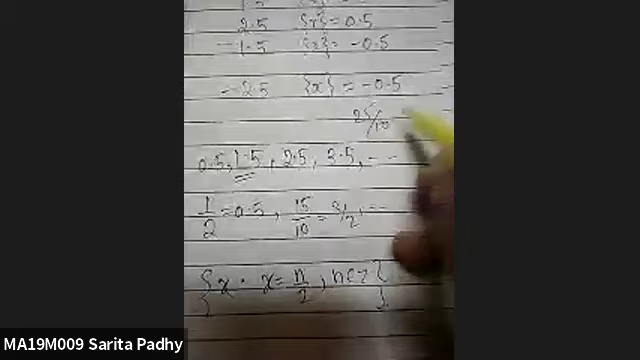 2.5 {x} = 0.5
-1.5 {x} = -0.5
-2.5 {x} = -0.5
25/10
0.5, 1.5, 2.5, 3.5, ...
1/2 = 0.5, 15/10 = 3/2, ...
{x : x = n/2, n∈z}
MA19M009 Sarita Padhy